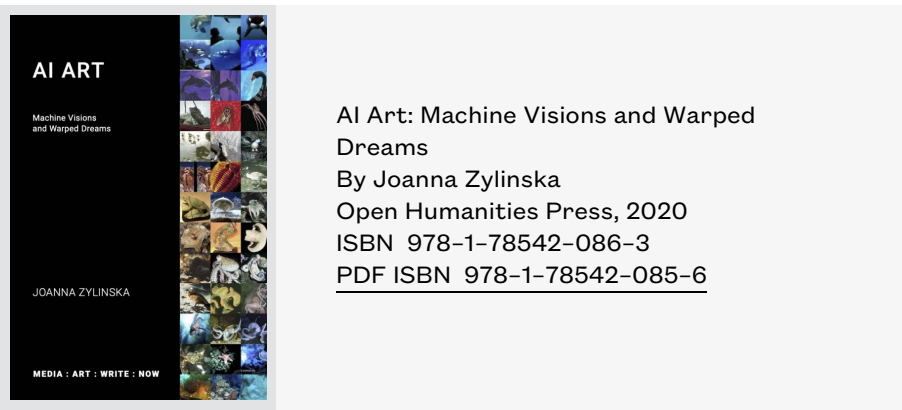 AI ART
Machine Visions
and Warped Dreams
JOANNA ZYLINSKA
MEDIA : ART : WRITE : NOW
AI Art: Machine Visions and Warped
Dreams
By Joanna Zylinska
Open Humanities Press, 2020
ISBN 978-1-78542-086-3
PDF ISBN 978-1-78542-085-6